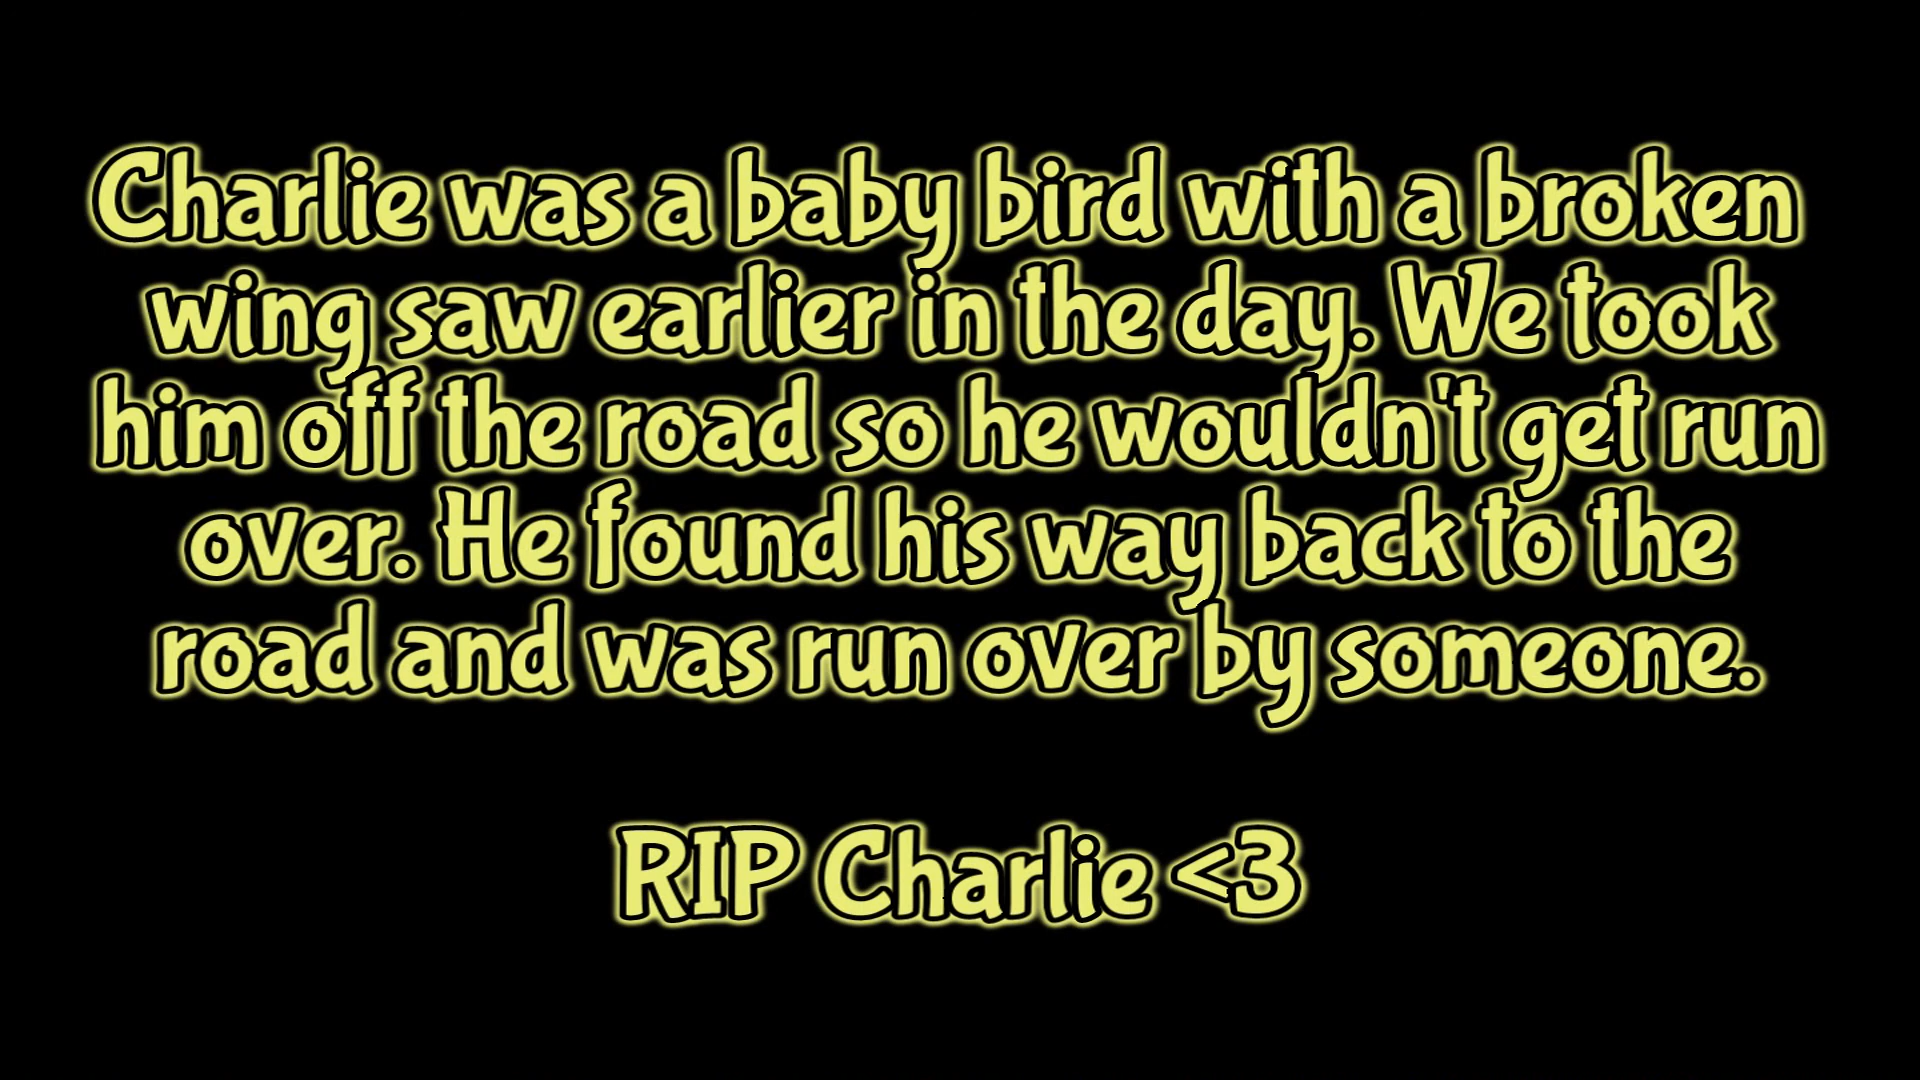 Charlie was a baby bird with a broken
wing saw earlier in the day. We took
him off the road so he wouldn't get run
over. He found his way back to the
road and was run over by someone.
RIP Charlie <3